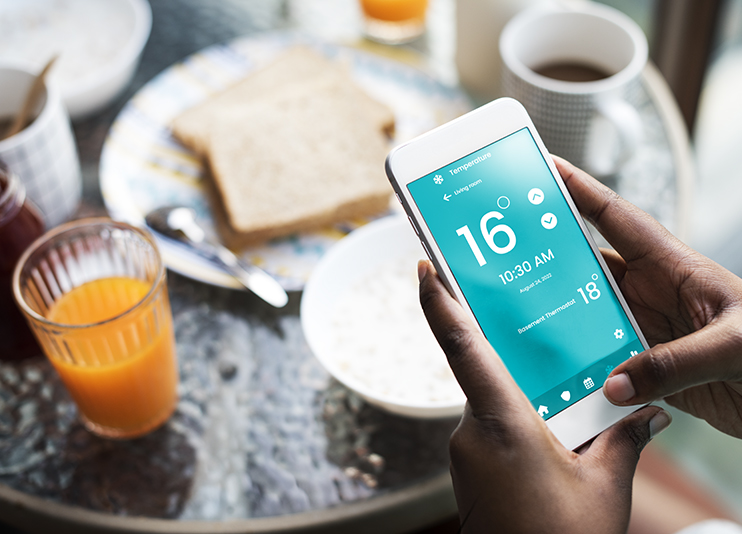 Temperature
Living room
16°
10:30 AM
August 24, 2022
Basement Thermostat 18°